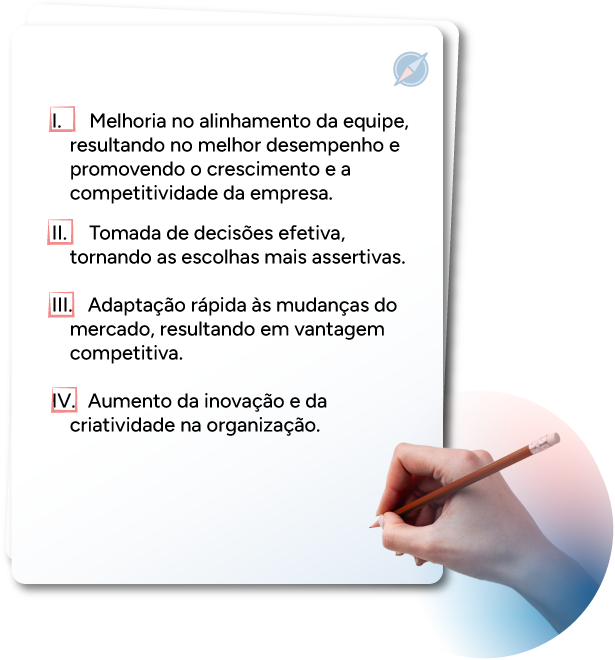 I. Melhoria no alinhamento da equipe,
resultando no melhor desempenho e
promovendo o crescimento e a
competitividade da empresa.
II. Tomada de decisões efetiva,
tornando as escolhas mais assertivas.
III. Adaptação rápida às mudanças do
mercado, resultando em vantagem
competitiva.
IV. Aumento da inovação e da
criatividade na organização.